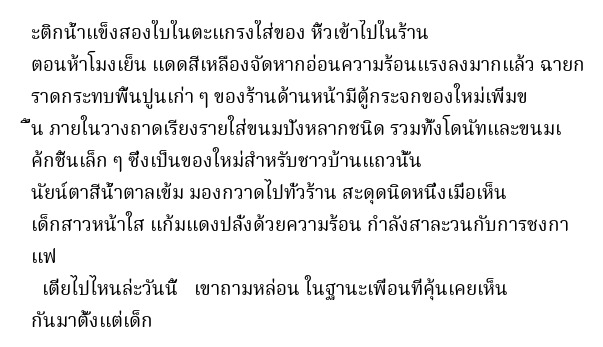 ะติกน้ำแข็งสองใบในตะแกรงใส่ของ หิ้วเข้าไปในร้าน
ตอนห้าโมงเย็น แดดสีเหลืองจัดหากอ่อนความร้อนแรงลงมากแล้ว ฉายก
ราดกระทบพื้นปูนเก่า ๆ ของร้านด้านหน้ามีตู้กระจกของใหม่เพิ่มข
ึ้น ภายในวางถาดเรียงรายใส่ขนมปังหลากชนิด รวมทั้งโดนัทและขนมเ
ค้กชิ้นเล็ก ๆ ซึ่งเป็นของใหม่สำหรับชาวบ้านแถวนั้น
นัยน์ตาสีน้ำตาลเข้ม มองกวาดไปทั่วร้าน สะดุดนิดหนึ่งเมื่อเห็น
เด็กสาวหน้าใส แก้มแดงปลั่งด้วยความร้อน กำลังสาละวนกับการชงกา
แฟ
เตี่ยไปไหนล่ะวันนี้ เขาถามหล่อน ในฐานะเพื่อนที่คุ้นเคยเห็น
กันมาตั้งแต่เด็ก